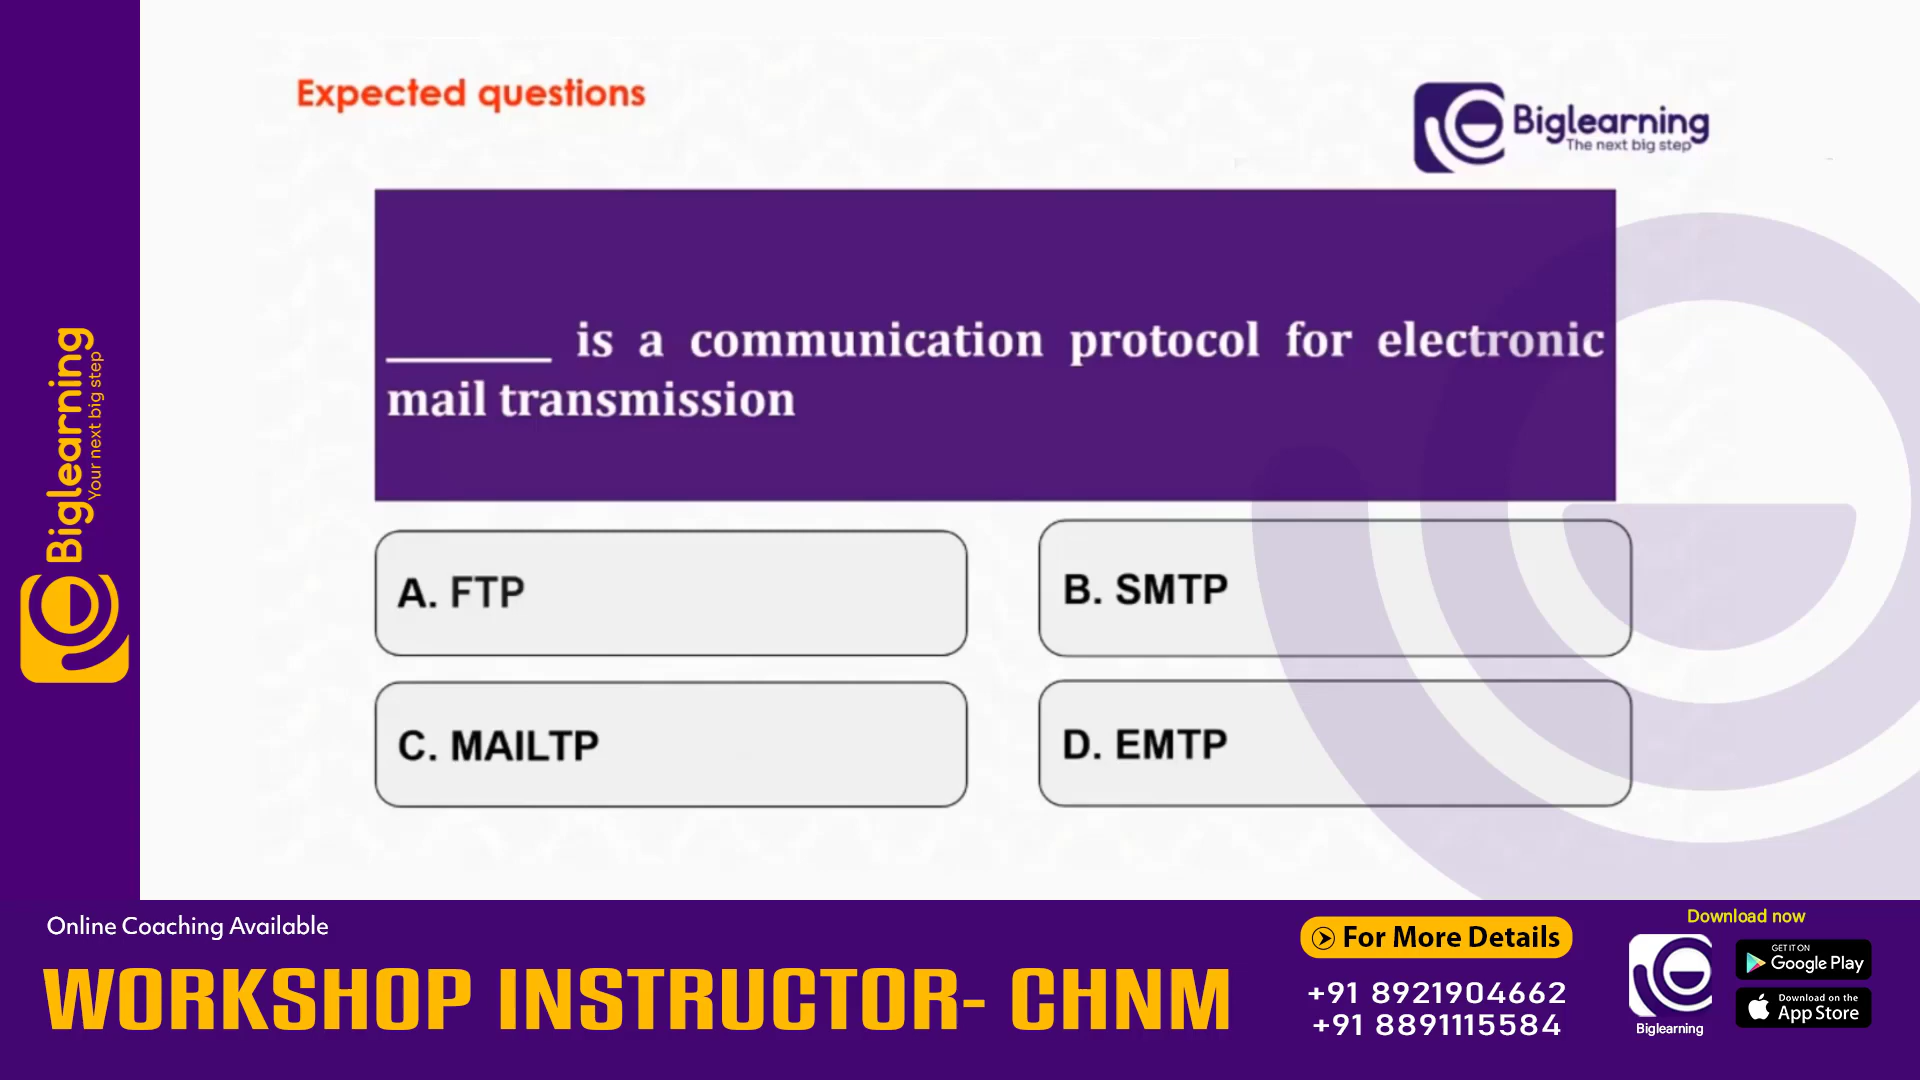 Expected questions
Biglearning
The next big step
_______ is a communication protocol for electronic
mail transmission
A. FTP
B. SMTP
C. MAILTP
D. EMTP
Biglearning
Your next big step
Online Coaching Available
WORKSHOP INSTRUCTOR- CHNM
For More Details
+91 8921904662
+91 8891115584
Download now
Biglearning
GET IT ON
Google Play
Download on the
App Store